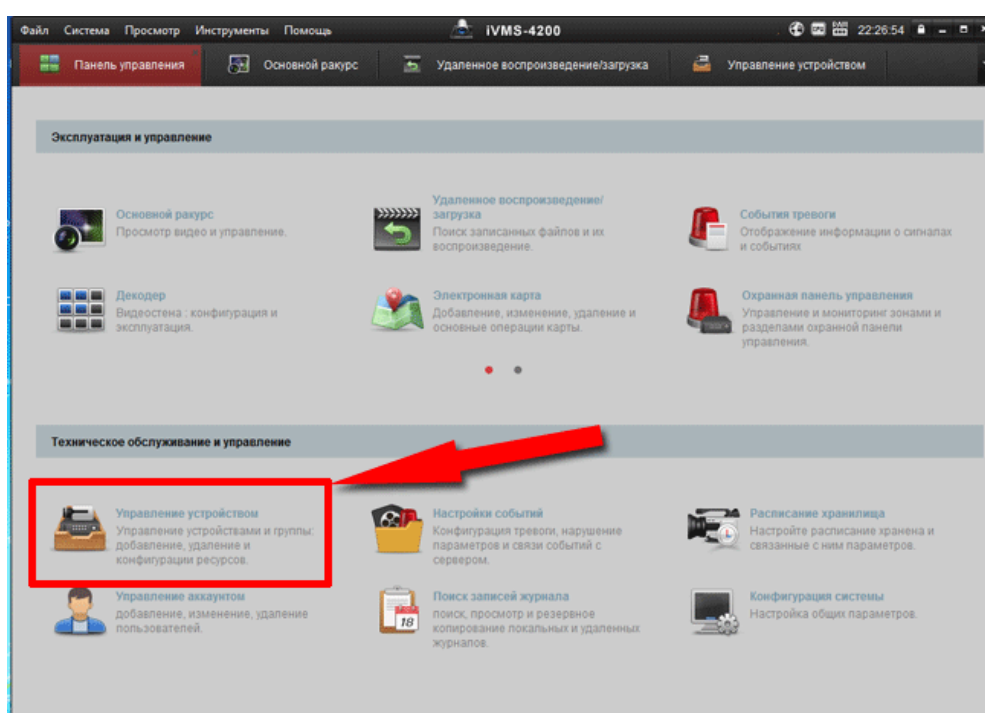 Файл Система Просмотр Инструменты Помощь iVMS-4200 22:26:54
Панель управления Основной ракурс Удаленное воспроизведение/загрузка Управление устройством
Эксплуатация и управление
Основной ракурс
Просмотр видео и управление.
Удаленное воспроизведение/
загрузка
Поиск записанных файлов и их
воспроизведение.
События тревоги
Отображение информации о сигналах
и событиях
Декодер
Видеостена : конфигурация и
эксплуатация.
Электронная карта
Добавление, изменение, удаление и
основные операции карты.
Охранная панель управления
Управление и мониторинг зонами и
разделами охранной панели
управления.
Техническое обслуживание и управление
Управление устройством
Управление устройствами и группы:
добавление, удаление и
конфигурации ресурсов.
Настройки событий
Конфигурация тревоги, нарушение
параметров и связи событий с
сервером.
Расписание хранилища
Настройте расписание хранена и
связанные с ним параметров.
Управление аккаунтом
добавление, изменение, удаление
пользователей.
18
Поиск записей журнала
поиск, просмотр и резервное
копирование локальных и удаленных
журналов.
Конфигурация системы
Настройка общих параметров.